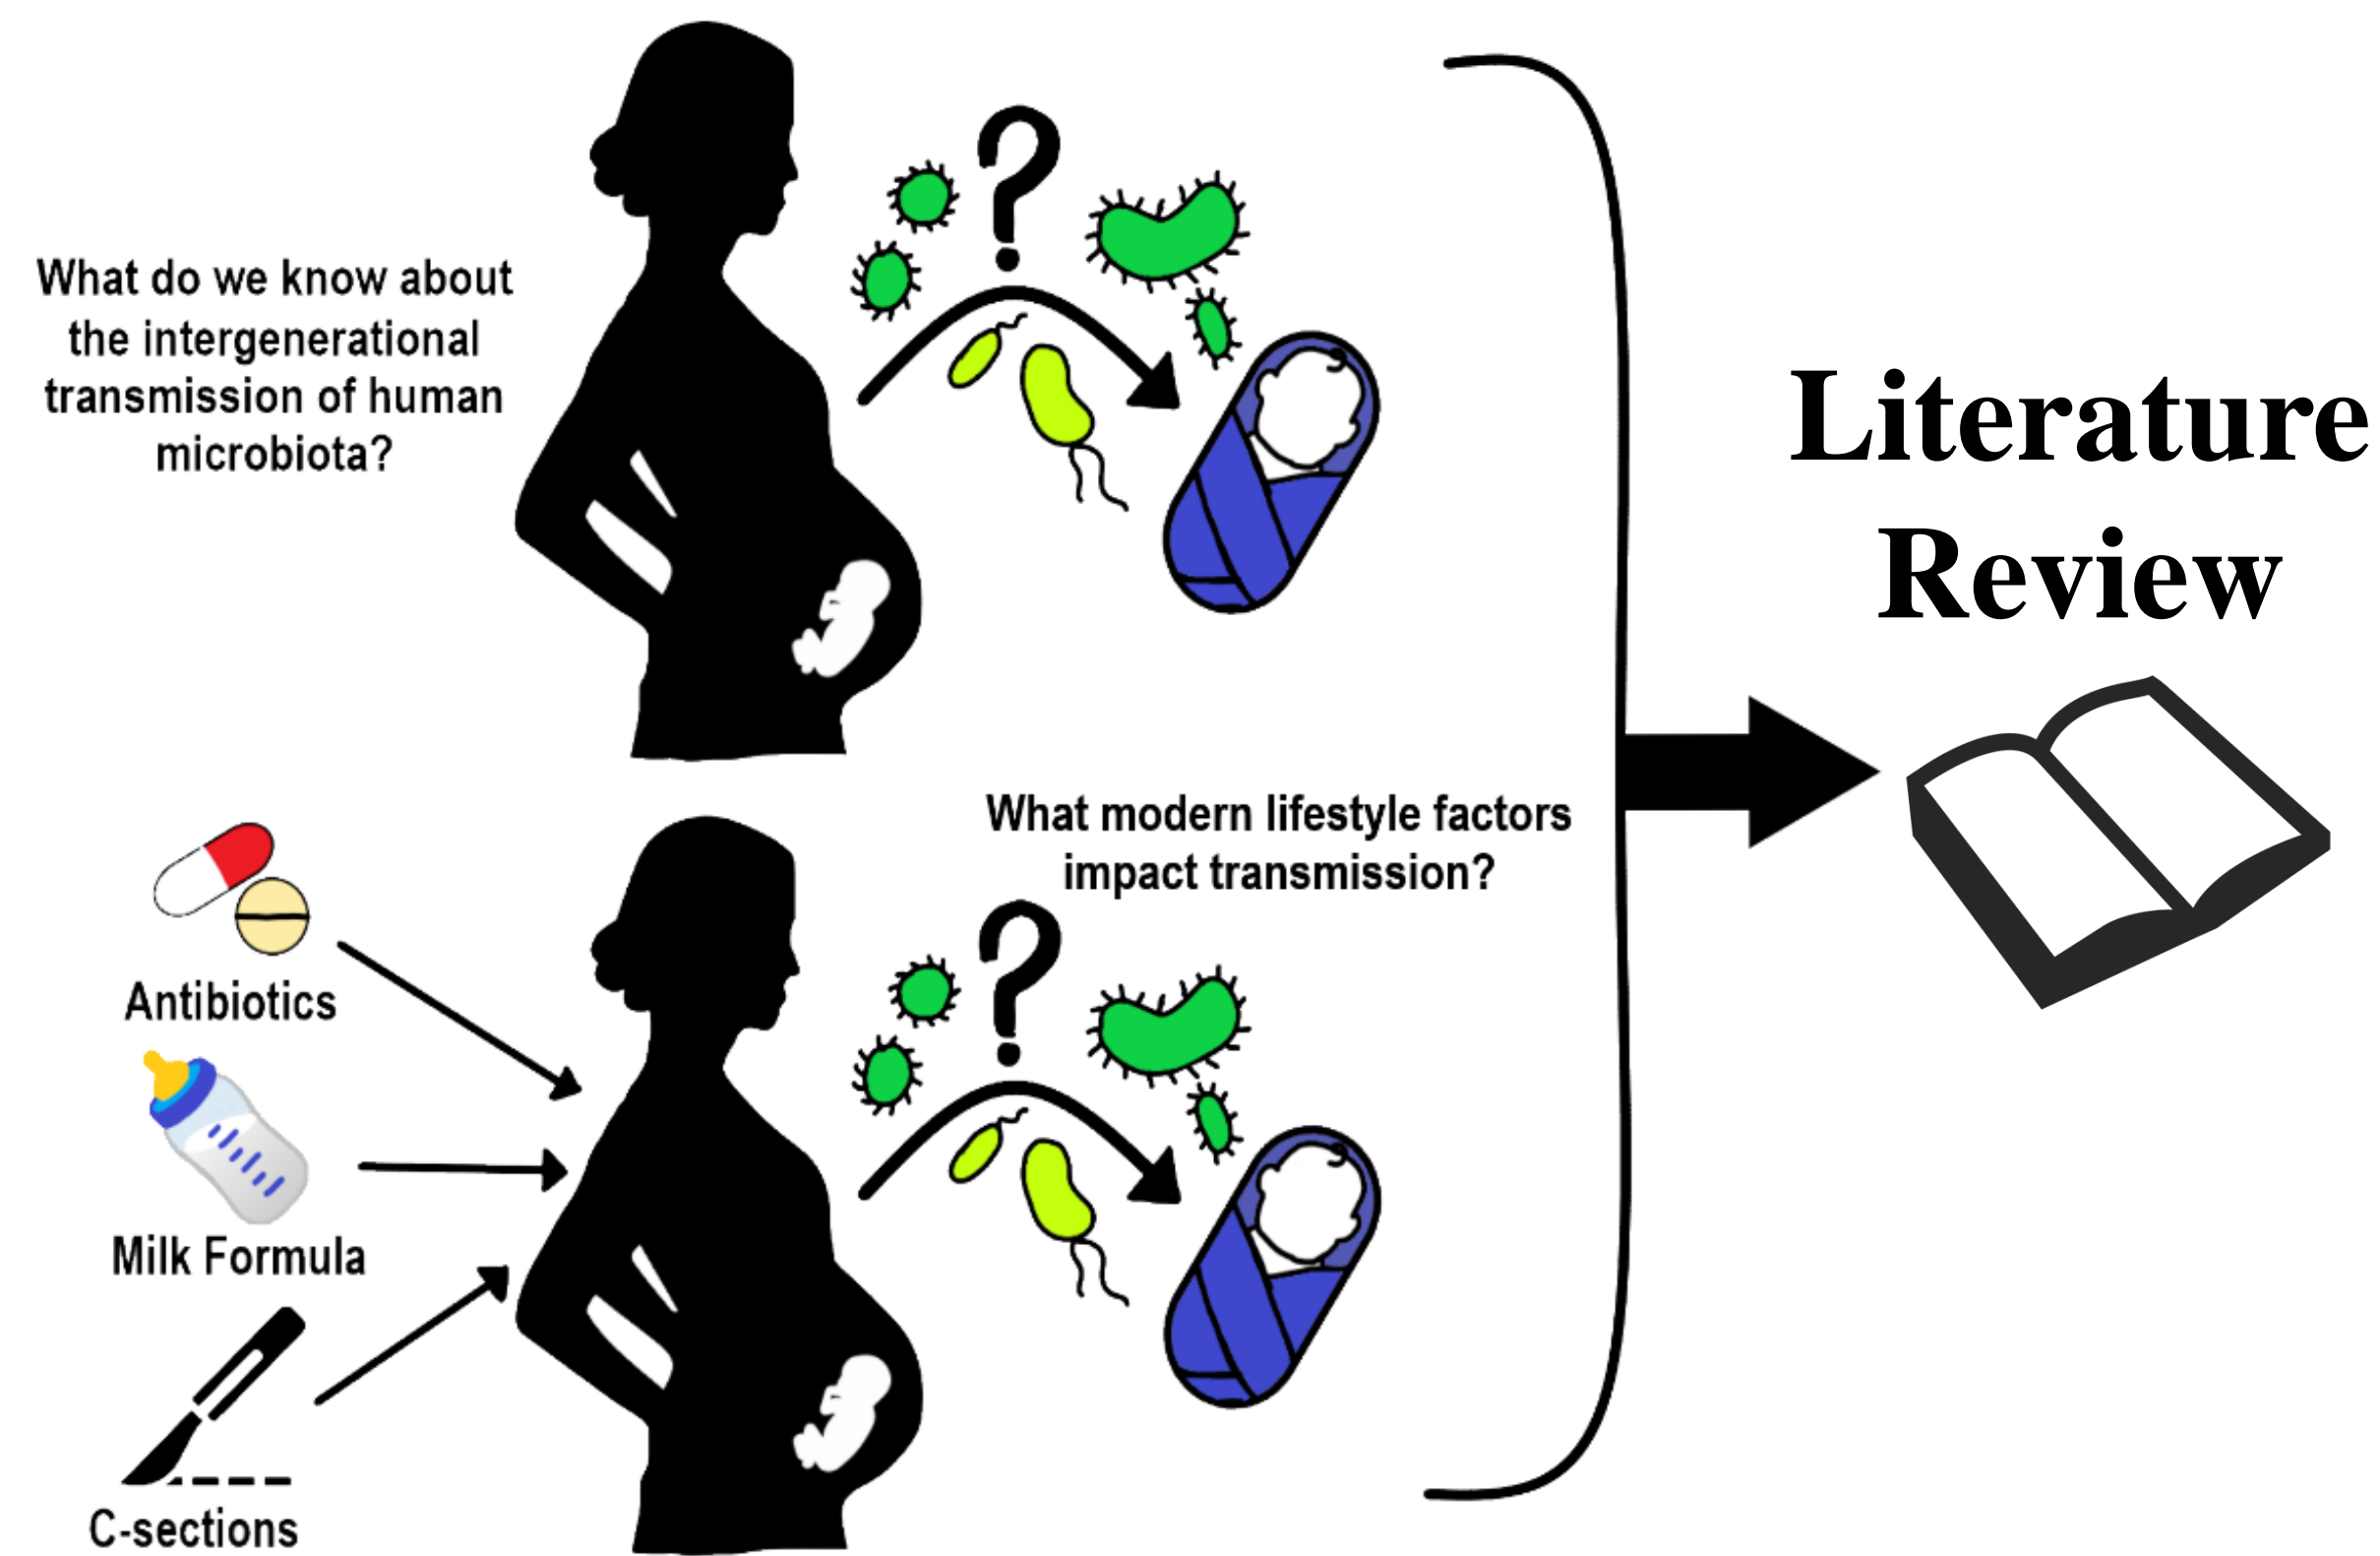 What do we know about
the intergenerational
transmission of human
microbiota?
What modern lifestyle factors
impact transmission?
Antibiotics
Milk Formula
C-sections
Literature
Review